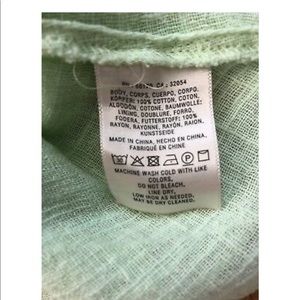 CA: 32054
BODY, CORPS, CUERPO, CORPO,
KÖRPER: 100% COTTON, COTON,
ALGODÓN, COTONE, BAUMWOLLE:
LINING, DOUBLURE, FORRO,
FODERA, FUTTERSTOFF: 100%
RAYON, RAYONNE, RAYÓN, RAION,
KUNSTSEIDE
MADE IN CHINA, HECHO EN CHINA,
FABRIQUÉ EN CHINE
MACHINE WASH COLD WITH LIKE
COLORS,
DO NOT BLEACH,
LINE DRY,
LOW IRON AS NEEDED,
MAY BE DRY CLEANED.